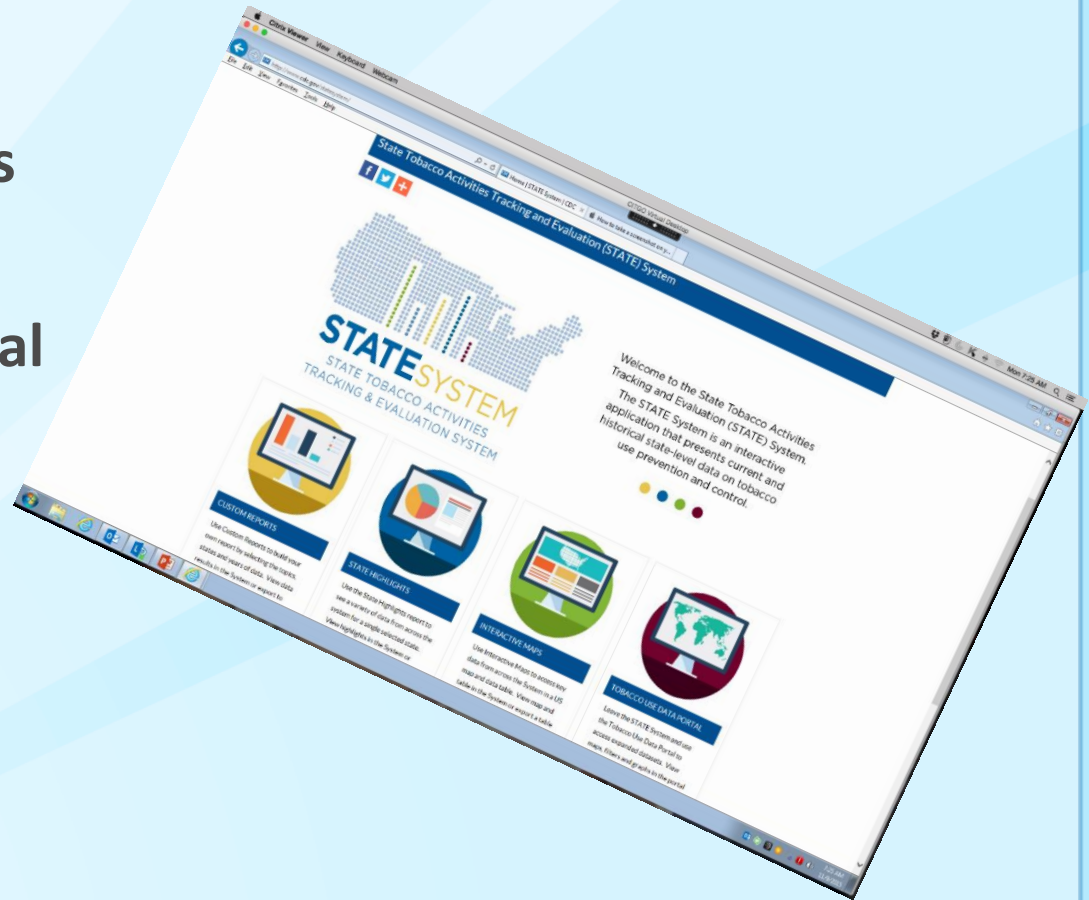 s
al
Citrix Viewer View Keyboard Webcam
Mon 7:25 AM
CITGO Virtual Desktop
Home | STATE System | CDC
How to take a screenshot on y...
File Edit View Favorites Tools Help
State Tobacco Activities Tracking and Evaluation (STATE) System
STATESYSTEM
STATE TOBACCO ACTIVITIES
TRACKING & EVALUATION SYSTEM
Welcome to the State Tobacco Activities
Tracking and Evaluation (STATE) System.
The STATE System is an interactive
application that presents current and
historical state-level data on tobacco
use prevention and control.
CUSTOM REPORTS
Use Custom Reports to build your
own report by selecting the topics,
states and years of data. View data
results in the System or export to
STATE HIGHLIGHTS
Use the State Highlights report to
see a variety of data from across the
system for a single selected state.
View highlights in the System or
INTERACTIVE MAPS
Use Interactive Maps to access key
data from across the System in a US
map and data table. View map and
table in the System or export a table
TOBACCO USE DATA PORTAL
Leave the STATE System and use
the Tobacco Use Data Portal to
access expanded datasets. View
maps, filters and graphs in the portal
7:25 AM